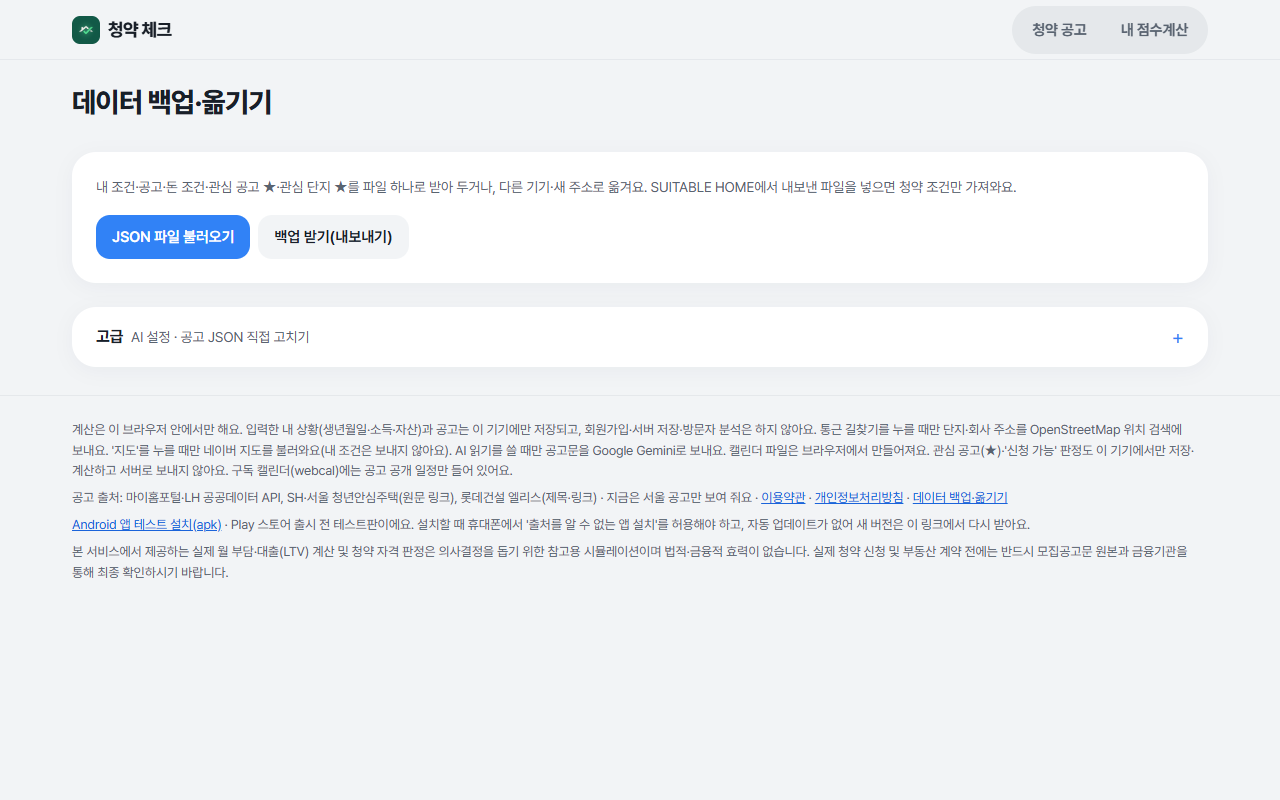 청약 체크
청약 공고
내 점수계산
데이터 백업·옮기기
내 조건·공고·돈 조건·관심 공고 ★·관심 단지 ★를 파일 하나로 받아 두거나, 다른 기기·새 주소로 옮겨요. SUITABLE HOME에서 내보낸 파일을 넣으면 청약 조건만 가져와요.
JSON 파일 불러오기
백업 받기(내보내기)
고급 AI 설정 · 공고 JSON 직접 고치기
+
계산은 이 브라우저 안에서만 해요. 입력한 내 상황(생년월일·소득·자산)과 공고는 이 기기에만 저장되고, 회원가입·서버 저장·방문자 분석은 하지 않아요. 통근 길찾기를 누를 때만 단지·회사 주소를 OpenStreetMap 위치 검색에
보내요. '지도'를 누를 때만 네이버 지도를 불러와요(내 조건은 보내지 않아요). AI 읽기를 쓸 때만 공고문을 Google Gemini로 보내요. 캘린더 파일은 브라우저에서 만들어져요. 관심 공고(★)·'신청 가능' 판정도 이 기기에서만 저장·
계산하고 서버로 보내지 않아요. 구독 캘린더(webcal)에는 공고 공개 일정만 들어 있어요.
공고 출처: 마이홈포털·LH 공공데이터 API, SH·서울 청년안심주택(원문 링크), 롯데건설 엘리스(제목·링크) · 지금은 서울 공고만 보여 줘요 · 이용약관 · 개인정보처리방침 · 데이터 백업·옮기기
Android 앱 테스트 설치(apk) · Play 스토어 출시 전 테스트판이에요. 설치할 때 휴대폰에서 '출처를 알 수 없는 앱 설치'를 허용해야 하고, 자동 업데이트가 없어 새 버전은 이 링크에서 다시 받아요.
본 서비스에서 제공하는 실제 월 부담·대출(LTV) 계산 및 청약 자격 판정은 의사결정을 돕기 위한 참고용 시뮬레이션이며 법적·금융적 효력이 없습니다. 실제 청약 신청 및 부동산 계약 전에는 반드시 모집공고문 원본과 금융기관을
통해 최종 확인하시기 바랍니다.